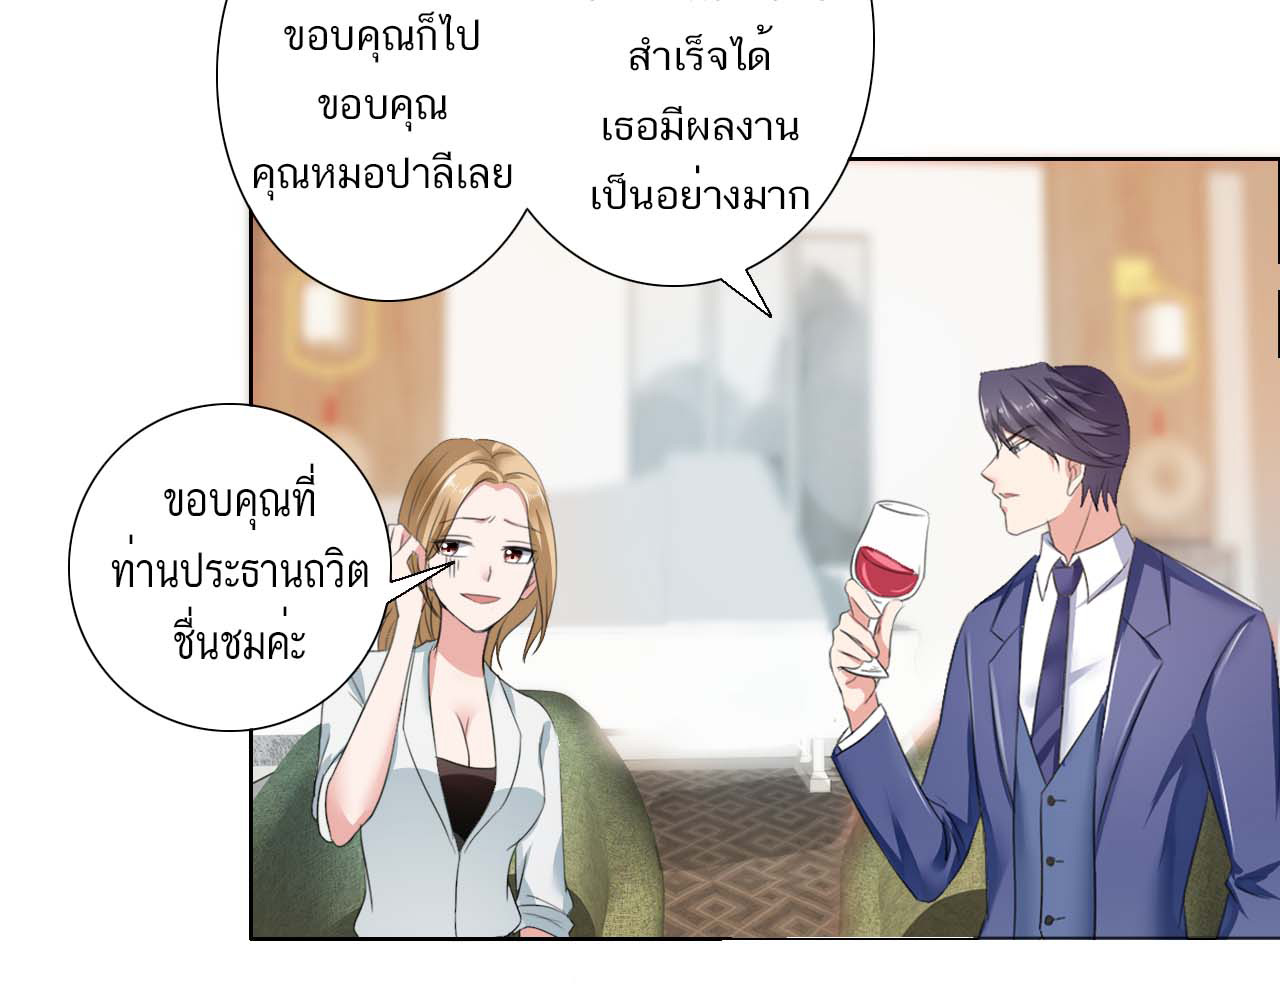 ขอบคุณก็ไป
ขอบคุณ
คุณหมอปาลีเลย
สำเร็จได้
เธอมีผลงาน
เป็นอย่างมาก
ขอบคุณที่
ท่านประธานถวิต
ชื่นชมค่ะ